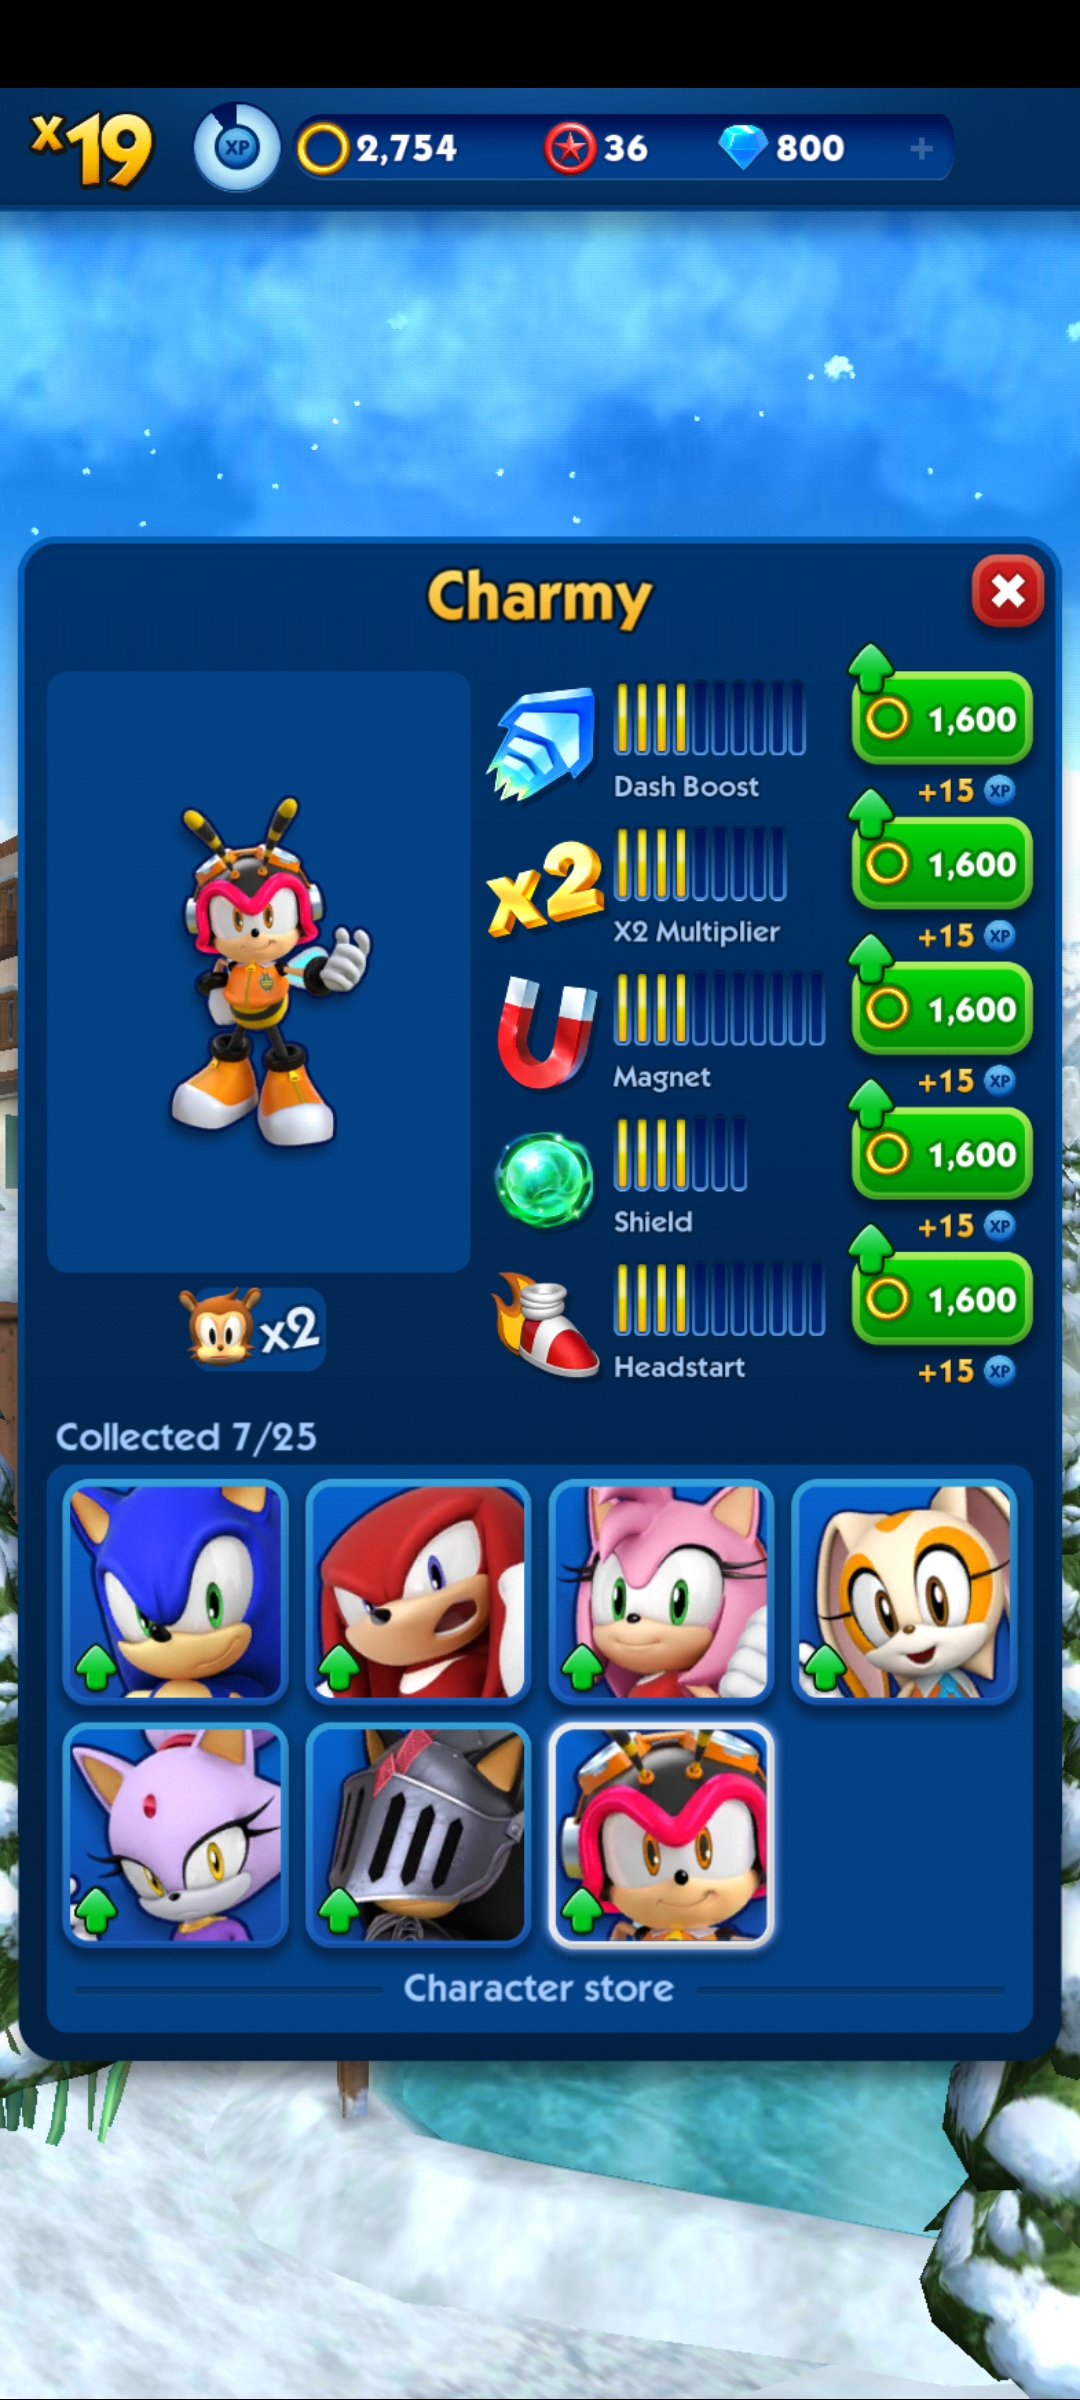 x19 XP 2,754 36 800 +
Charmy
1,600
Dash Boost +15 XP
x2 1,600
X2 Multiplier +15 XP
1,600
Magnet +15 XP
1,600
Shield +15 XP
x2 1,600
Headstart +15 XP
Collected 7/25
Character store